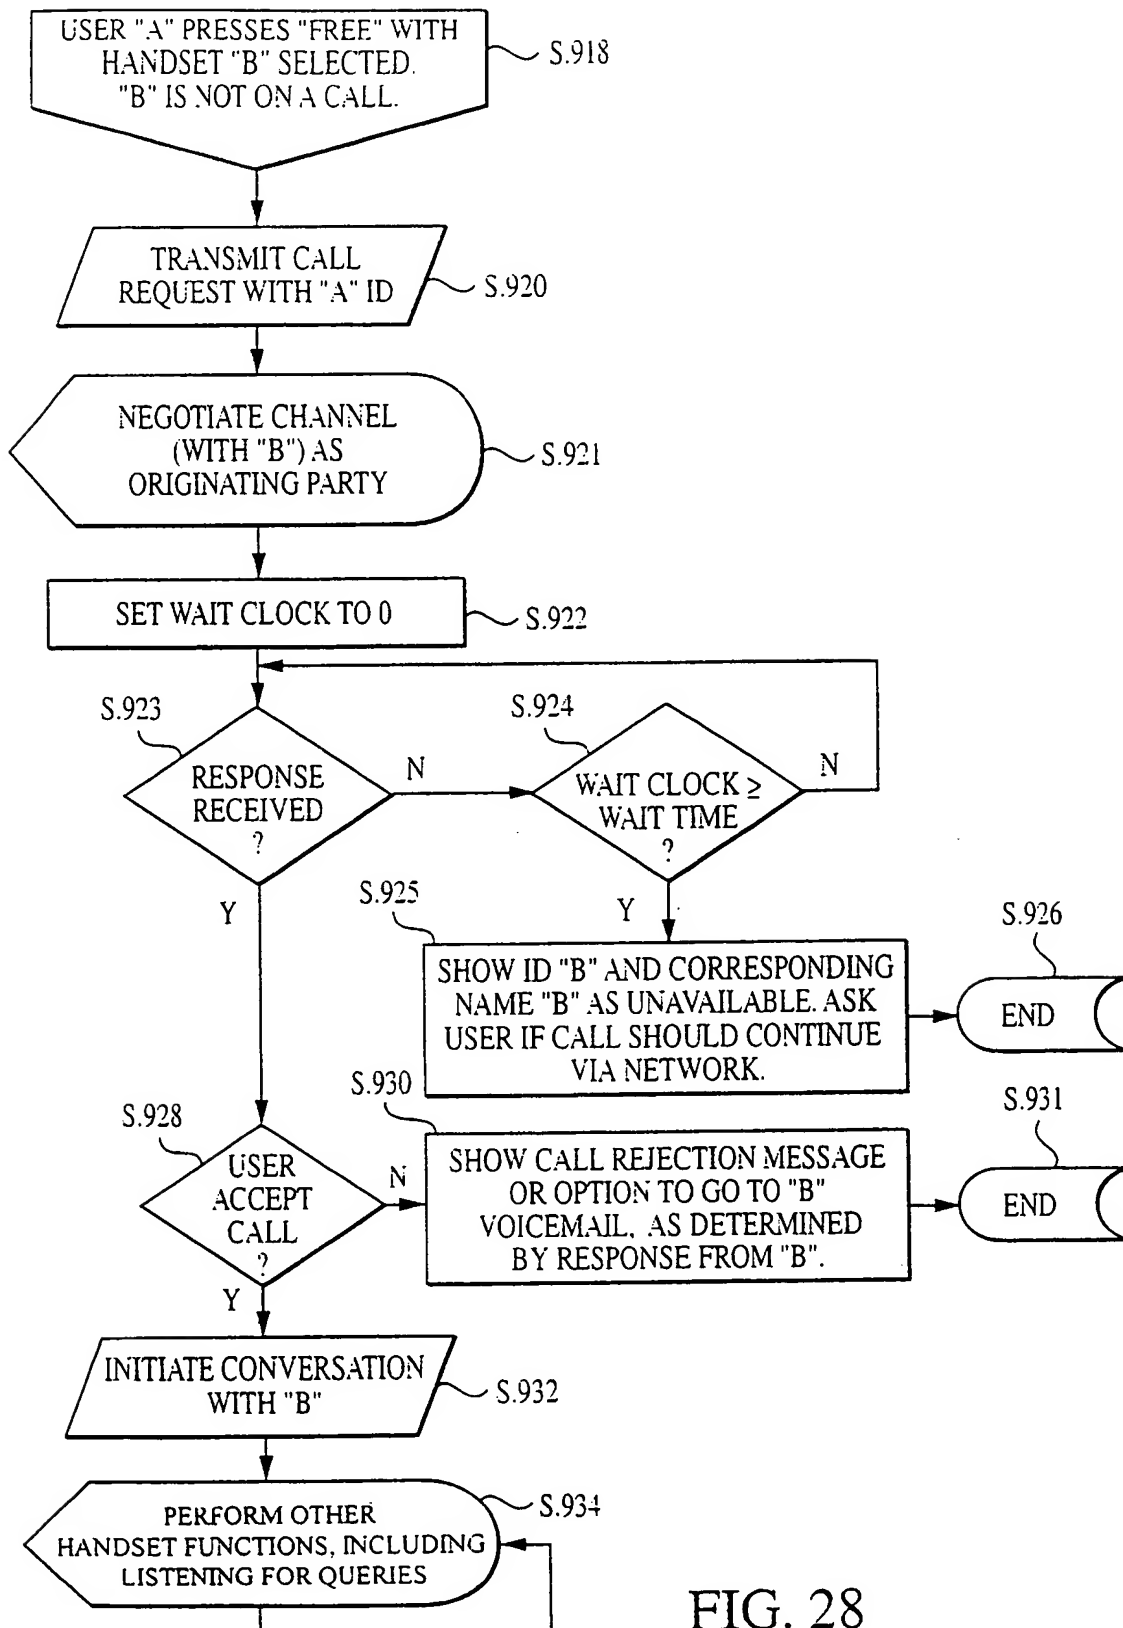 USER "A" PRESSES "FREE" WITH
HANDSET "B" SELECTED.
"B" IS NOT ON A CALL.
S.918
TRANSMIT CALL
REQUEST WITH "A" ID
S.920
NEGOTIATE CHANNEL
(WITH "B") AS
ORIGINATING PARTY
S.921
SET WAIT CLOCK TO 0
S.922
S.923
RESPONSE
RECEIVED
?
N
Y
S.924
WAIT CLOCK ≥
WAIT TIME
?
N
Y
S.925
SHOW ID "B" AND CORRESPONDING
NAME "B" AS UNAVAILABLE. ASK
USER IF CALL SHOULD CONTINUE
VIA NETWORK.
S.926
END
S.928
USER
ACCEPT
CALL
?
N
Y
S.930
SHOW CALL REJECTION MESSAGE
OR OPTION TO GO TO "B"
VOICEMAIL, AS DETERMINED
BY RESPONSE FROM "B".
S.931
END
INITIATE CONVERSATION
WITH "B"
S.932
PERFORM OTHER
HANDSET FUNCTIONS, INCLUDING
LISTENING FOR QUERIES
S.934
FIG. 28